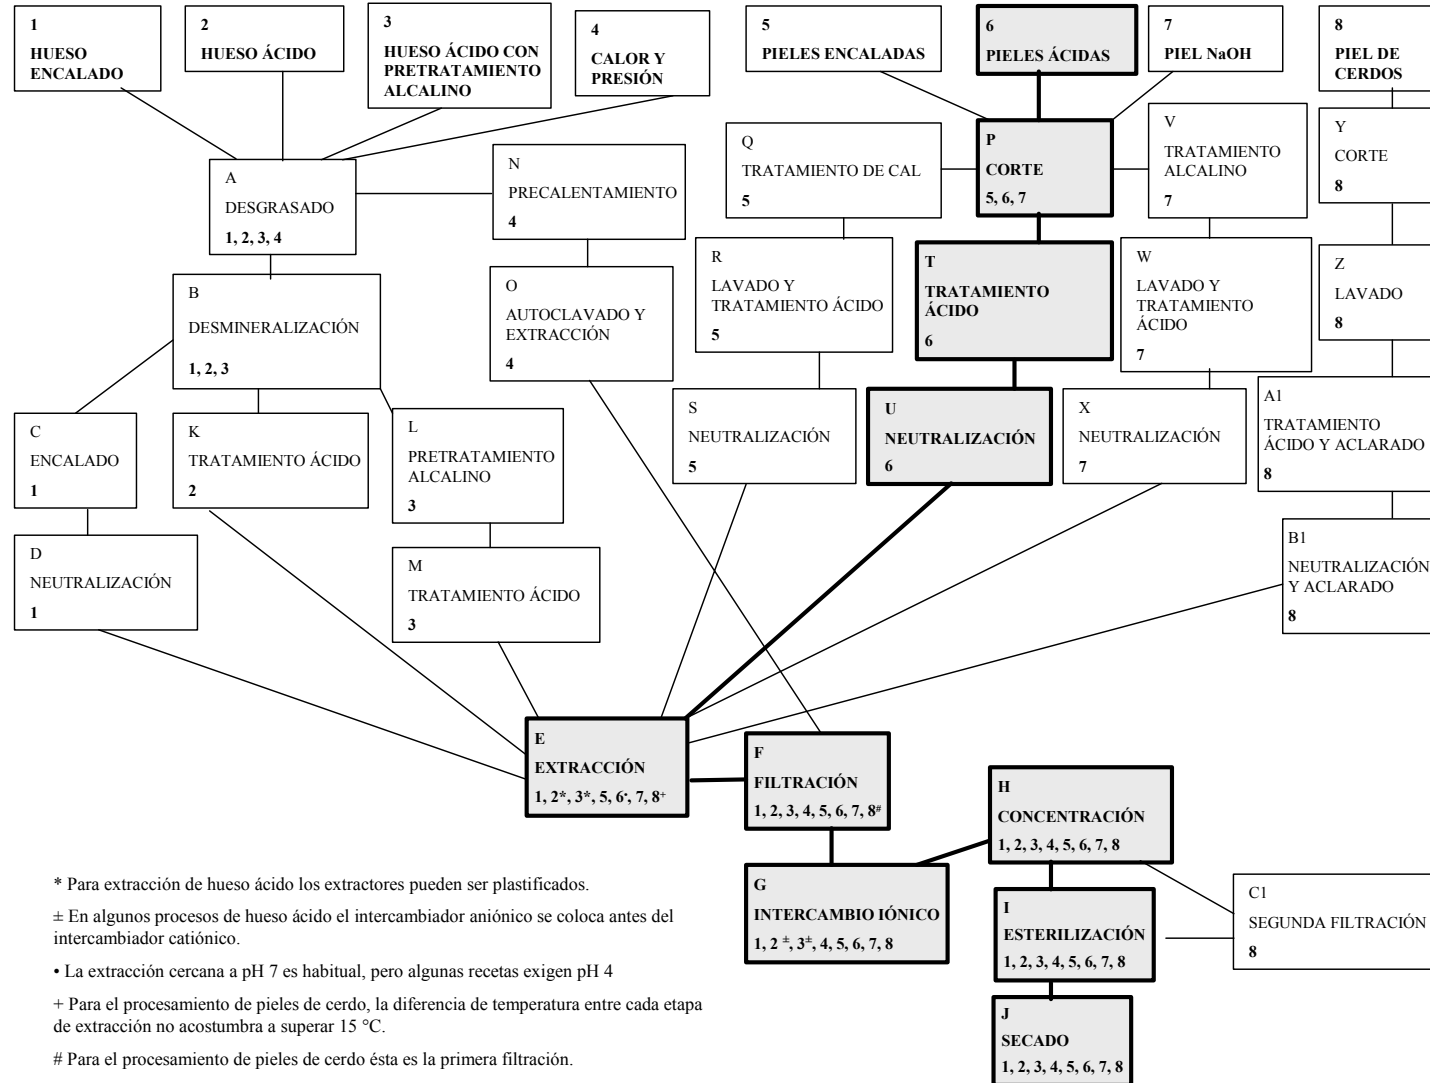 1
HUESO
ENCALADO
2
HUESO ÁCIDO
3
HUESO ÁCIDO CON
PRETRATAMIENTO
ALCALINO
4
CALOR Y
PRESIÓN
5
PIELES ENCALADAS
6
PIELES ÁCIDAS
7
PIEL NaOH
8
PIEL DE
CERDOS
A
DESGRASADO
1, 2, 3, 4
N
PRECALENTAMIENTO
4
Q
TRATAMIENTO DE CAL
5
P
CORTE
5, 6, 7
V
TRATAMIENTO
ALCALINO
7
Y
CORTE
8
B
DESMINERALIZACIÓN
1, 2, 3
O
AUTOCLAVADO Y
EXTRACCIÓN
4
R
LAVADO Y
TRATAMIENTO ÁCIDO
5
T
TRATAMIENTO
ÁCIDO
6
W
LAVADO Y
TRATAMIENTO
ÁCIDO
7
Z
LAVADO
8
C
ENCALADO
1
K
TRATAMIENTO ÁCIDO
2
L
PRETRATAMIENTO
ALCALINO
3
S
NEUTRALIZACIÓN
5
U
NEUTRALIZACIÓN
6
X
NEUTRALIZACIÓN
7
A1
TRATAMIENTO
ÁCIDO Y ACLARADO
8
D
NEUTRALIZACIÓN
1
M
TRATAMIENTO ÁCIDO
3
B1
NEUTRALIZACIÓN
Y ACLARADO
8
E
EXTRACCIÓN
1, 2*, 3*, 5, 6•, 7, 8+
F
FILTRACIÓN
1, 2, 3, 4, 5, 6, 7, 8#
G
INTERCAMBIO IÓNICO
1, 2 ±, 3±, 4, 5, 6, 7, 8
H
CONCENTRACIÓN
1, 2, 3, 4, 5, 6, 7, 8
I
ESTERILIZACIÓN
1, 2, 3, 4, 5, 6, 7, 8
C1
SEGUNDA FILTRACIÓN
8
J
SECADO
1, 2, 3, 4, 5, 6, 7, 8
* Para extracción de hueso ácido los extractores pueden ser plastificados.
± En algunos procesos de hueso ácido el intercambiador aniónico se coloca antes del
intercambiador catiónico.
• La extracción cercana a pH 7 es habitual, pero algunas recetas exigen pH 4
+ Para el procesamiento de pieles de cerdo, la diferencia de temperatura entre cada etapa
de extracción no acostumbra a superar 15 °C.
# Para el procesamiento de pieles de cerdo ésta es la primera filtración.